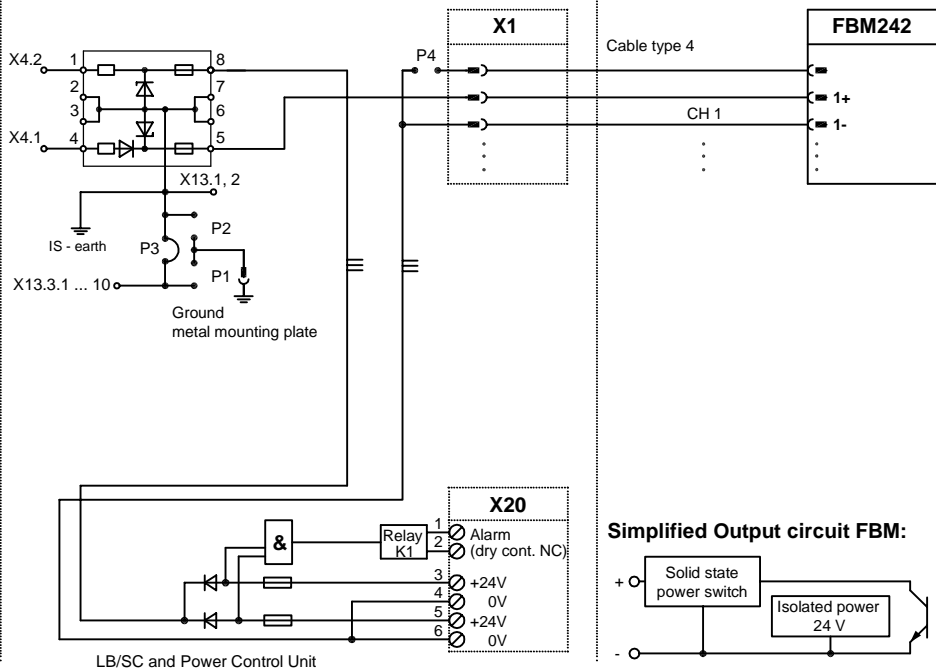 X1
FBM242
Cable type 4
P4
X4.2
1
8
2
7
1+
3
6
CH 1
1-
X4.1
4
5
X13.1, 2
P2
IS - earth
P3
X13.3.1 ... 10
P1
Ground
metal mounting plate
X20
Simplified Output circuit FBM:
&
Relay
K1
1
Alarm
2
(dry cont. NC)
3
+24V
4
0V
5
+24V
6
0V
+
Solid state
power switch
Isolated power
24 V
-
LB/SC and Power Control Unit